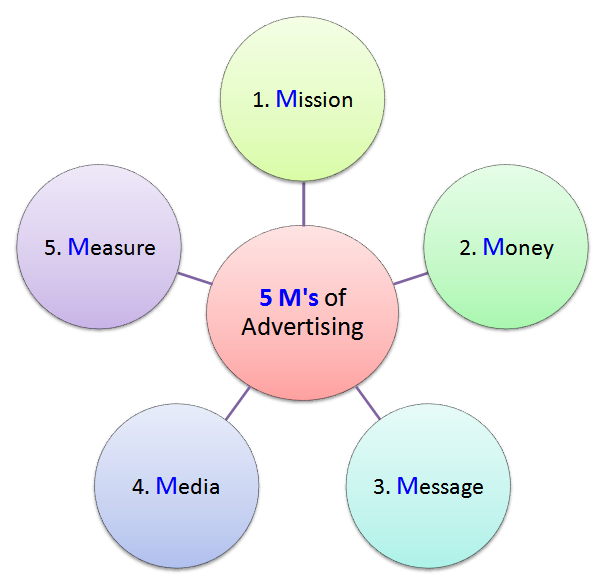 5 M's of
Advertising
1. Mission
2. Money
3. Message
4. Media
5. Measure